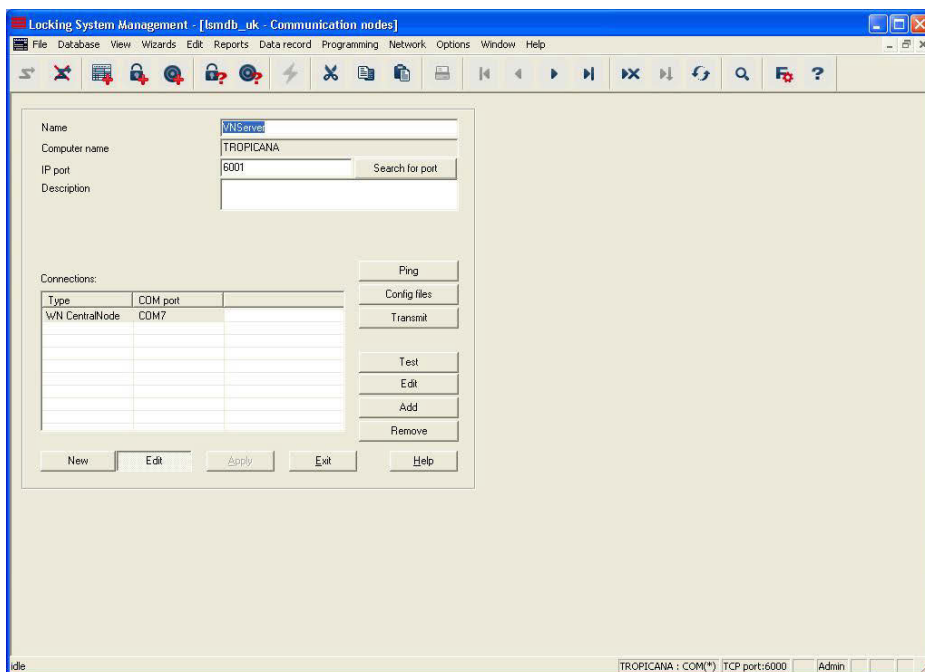 Locking System Management - [lsmdb_uk - Communication nodes]
File Database View Wizards Edit Reports Data record Programming Network Options Window Help
Name VNServer
Computer name TROPICANA
IP port 6001 Search for port
Description
Ping
Connections:
Config files
Type COM port
WN CentralNode COM7 Transmit
Test
Edit
Add
Remove
New Edit Apply Exit Help
idle TROPICANA : COM(*) TCP port:6000 Admin